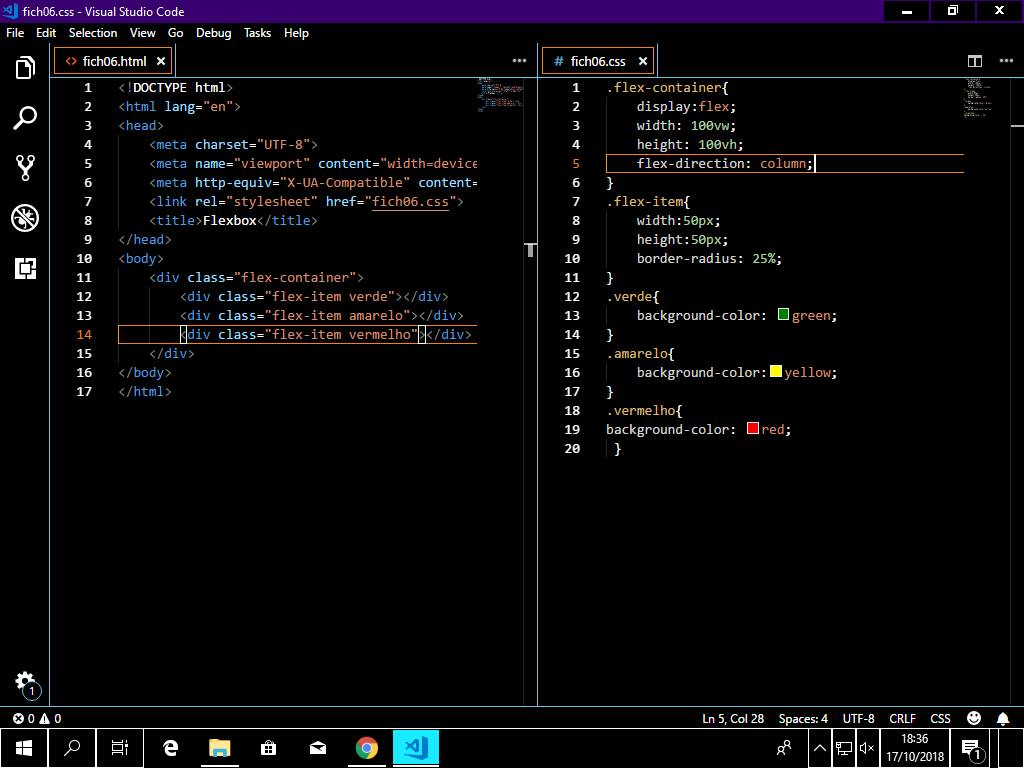 fich06.css - Visual Studio Code
File Edit Selection View Go Debug Tasks Help
<> fich06.html ×
# fich06.css ×
1 <!DOCTYPE html>
2 <html lang="en">
3 <head>
4 <meta charset="UTF-8">
5 <meta name="viewport" content="width=device
6 <meta http-equiv="X-UA-Compatible" content=
7 <link rel="stylesheet" href="fich06.css">
8 <title>Flexbox</title>
9 </head>
10 <body>
11 <div class="flex-container">
12 <div class="flex-item verde"></div>
13 <div class="flex-item amarelo"></div>
14 <div class="flex-item vermelho"></div>
15 </div>
16 </body>
17 </html>
1 .flex-container{
2 display:flex;
3 width: 100vw;
4 height: 100vh;
5 flex-direction: column;
6 }
7 .flex-item{
8 width:50px;
9 height:50px;
10 border-radius: 25%;
11 }
12 .verde{
13 background-color: green;
14 }
15 .amarelo{
16 background-color:yellow;
17 }
18 .vermelho{
19 background-color: red;
20 }
1
0 0
Ln 5, Col 28 Spaces: 4 UTF-8 CRLF CSS
18:36
17/10/2018
1